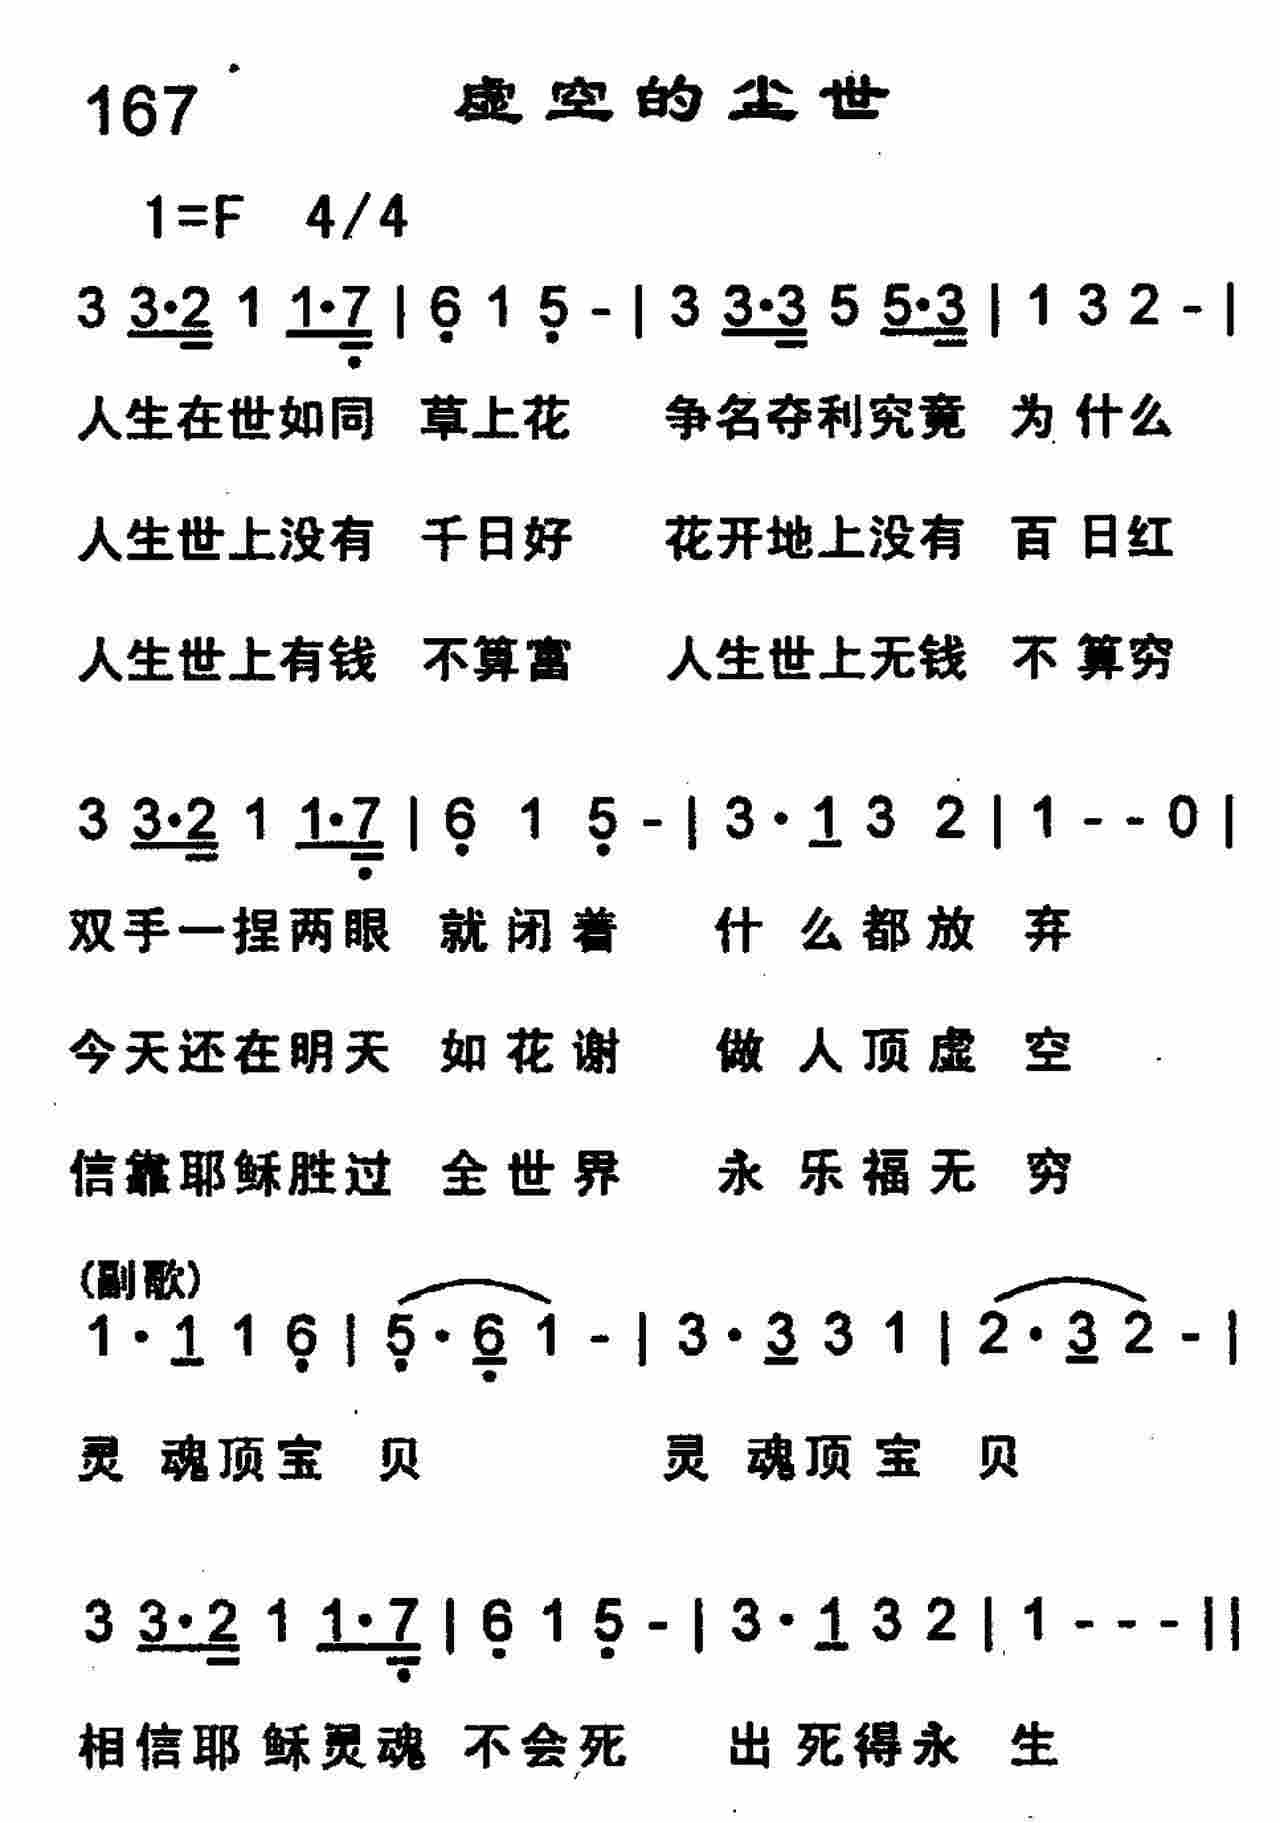 167 虚空的尘世
1=F 4/4
3 3·2 1 1·7 | 6 1 5 - | 3 3·3 5 5·3 | 1 3 2 - |
人生在世如同 草上花 争名夺利究竟 为什么
人生世上没有 千日好 花开地上没有 百日红
人生世上有钱 不算富 人生世上无钱 不算穷
3 3·2 1 1·7 | 6 1 5 - | 3·1 3 2 | 1 - - 0 |
双手一捏两眼 就闭着 什么都放 弃
今天还在明天 如花谢 做人顶虚 空
信靠耶稣胜过 全世界 永乐福无 穷
(副歌)
1·1 1 6 | 5·6 1 - | 3·3 3 1 | 2·3 2 - |
灵魂顶宝 贝 灵魂顶宝 贝
3 3·2 1 1·7 | 6 1 5 - | 3·1 3 2 | 1 - - - ||
相信耶稣灵魂 不会死 出死得永 生